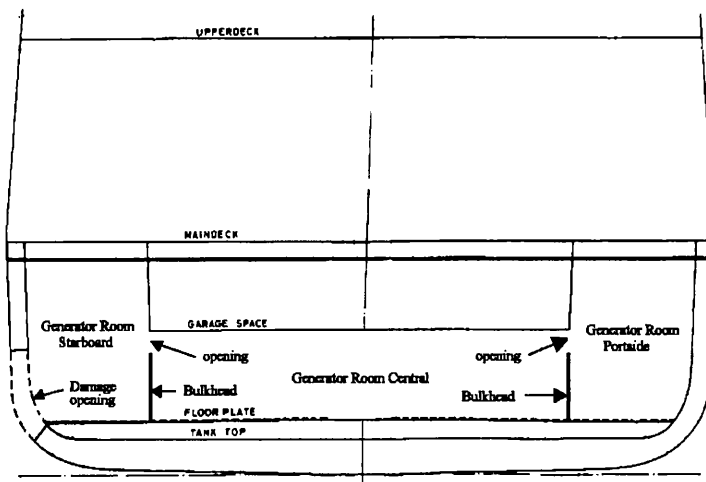 UPPERDECK
MAINDECK
Generator Room
Starboard
GARAGE SPACE
Generator Room
Portside
opening
opening
Generator Room Central
Damage
opening
Bulkhead
Bulkhead
FLOOR PLATE
TANK TOP